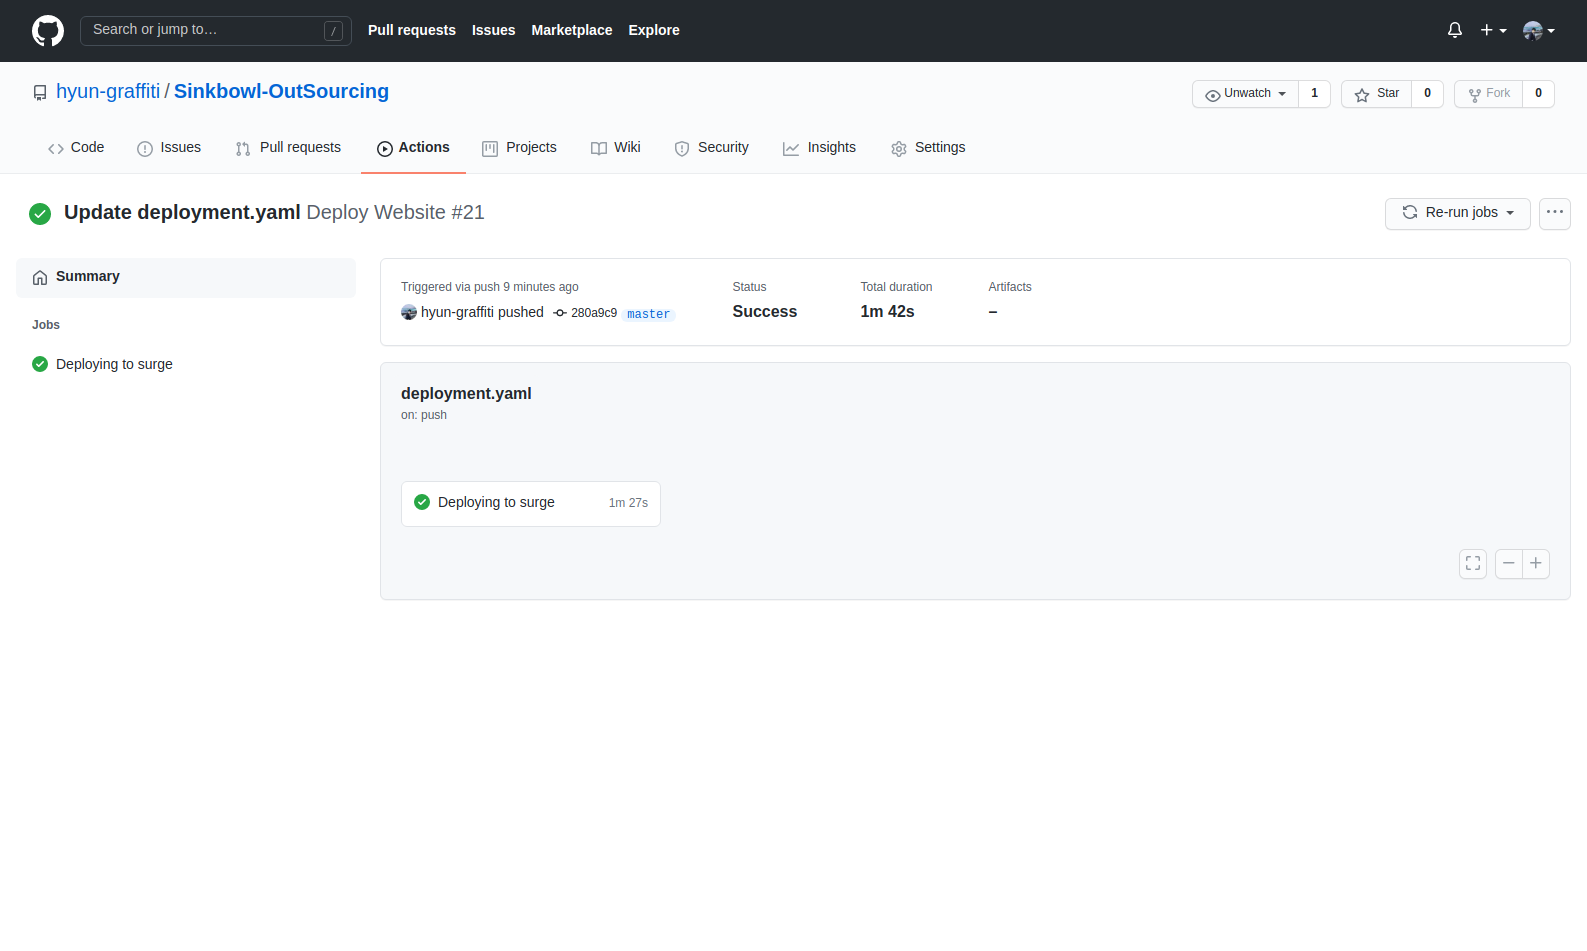 Search or jump to… /
Pull requests Issues Marketplace Explore
hyun-graffiti / Sinkbowl-OutSourcing
Unwatch 1 Star 0 Fork 0
Code Issues Pull requests Actions Projects Wiki Security Insights Settings
Update deployment.yaml Deploy Website #21
Re-run jobs
Summary
Jobs
Deploying to surge
Triggered via push 9 minutes ago
hyun-graffiti pushed 280a9c9 master
Status
Success
Total duration
1m 42s
Artifacts
–
deployment.yaml
on: push
Deploying to surge 1m 27s